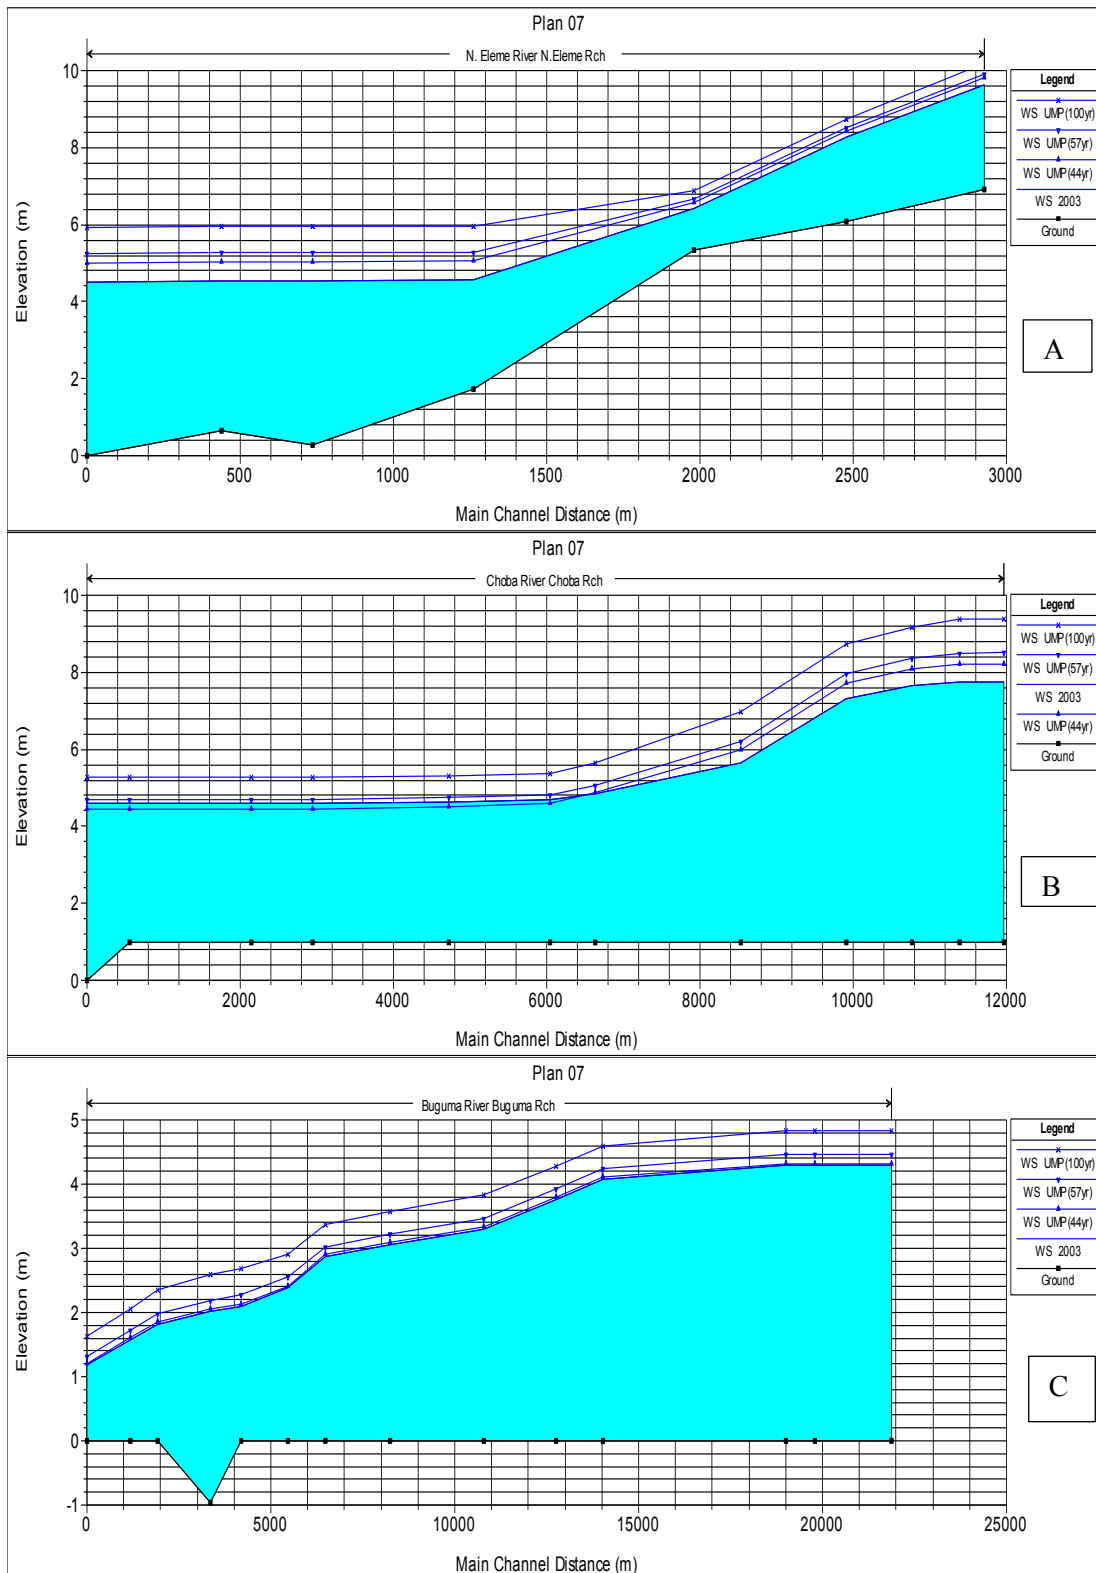 Plan 07
N. Eleme River N.Eleme Rch
Elevation (m)
10
8
6
4
2
0
0 500 1000 1500 2000 2500 3000
Main Channel Distance (m)
Legend
WS UMP(100yr)
WS UMP(57yr)
WS UMP(44yr)
WS 2003
Ground
A
Plan 07
Choba River Choba Rch
Elevation (m)
10
8
6
4
2
0
0 2000 4000 6000 8000 10000 12000
Main Channel Distance (m)
Legend
WS UMP(100yr)
WS UMP(57yr)
WS 2003
WS UMP(44yr)
Ground
B
Plan 07
Buguma River Buguma Rch
Elevation (m)
5
4
3
2
1
0
-1
0 5000 10000 15000 20000 25000
Main Channel Distance (m)
Legend
WS UMP(100yr)
WS UMP(57yr)
WS UMP(44yr)
WS 2003
Ground
C